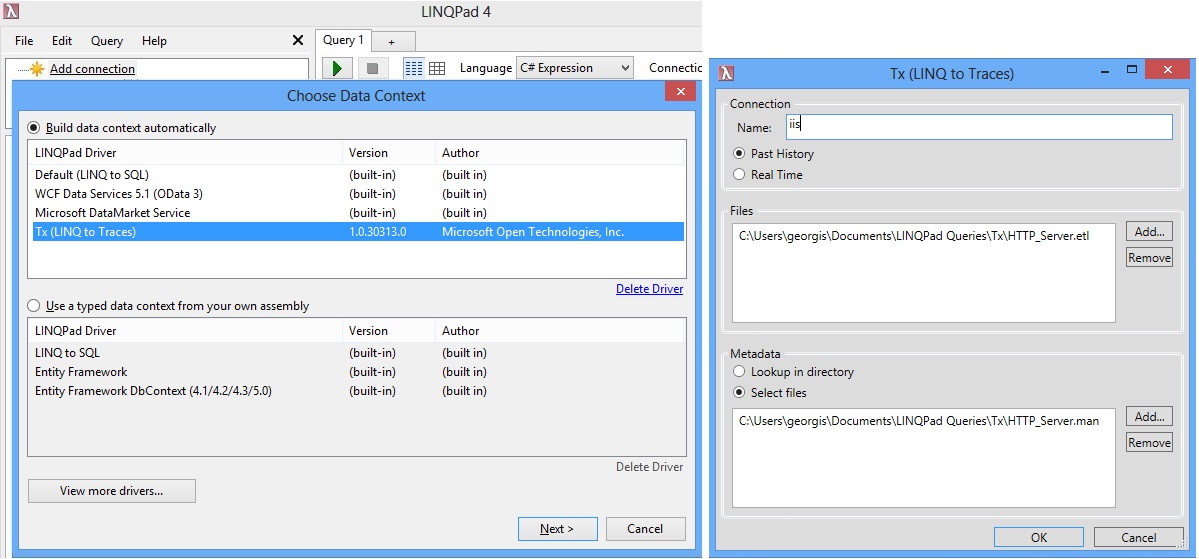 LINQPad 4
File Edit Query Help
Query 1 +
Add connection
Language C# Expression Connectio
Choose Data Context
Build data context automatically
LINQPad Driver Version Author
Default (LINQ to SQL) (built-in) (built in)
WCF Data Services 5.1 (OData 3) (built-in) (built in)
Microsoft DataMarket Service (built-in) (built in)
Tx (LINQ to Traces) 1.0.30313.0 Microsoft Open Technologies, Inc.
Delete Driver
Use a typed data context from your own assembly
LINQPad Driver Version Author
LINQ to SQL (built-in) (built in)
Entity Framework (built-in) (built in)
Entity Framework DbContext (4.1/4.2/4.3/5.0) (built-in) (built in)
Delete Driver
View more drivers...
Next > Cancel
Tx (LINQ to Traces)
Connection
Name: iis
Past History
Real Time
Files
C:\Users\georgis\Documents\LINQPad Queries\Tx\HTTP_Server.etl
Add...
Remove
Metadata
Lookup in directory
Select files
C:\Users\georgis\Documents\LINQPad Queries\Tx\HTTP_Server.man
Add...
Remove
OK Cancel